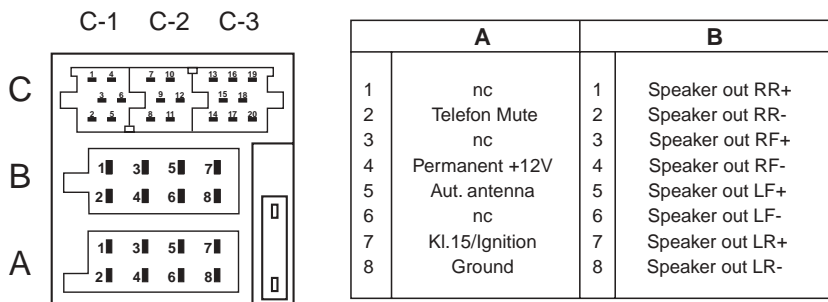 C-1 C-2 C-3
C
1 4 7 10 13 16 19
3 6 9 12 15 18
2 5 8 11 14 17 20
B
1 3 5 7
2 4 6 8
A
1 3 5 7
2 4 6 8
A B
1 nc 1 Speaker out RR+
2 Telefon Mute 2 Speaker out RR-
3 nc 3 Speaker out RF+
4 Permanent +12V 4 Speaker out RF-
5 Aut. antenna 5 Speaker out LF+
6 nc 6 Speaker out LF-
7 Kl.15/Ignition 7 Speaker out LR+
8 Ground 8 Speaker out LR-